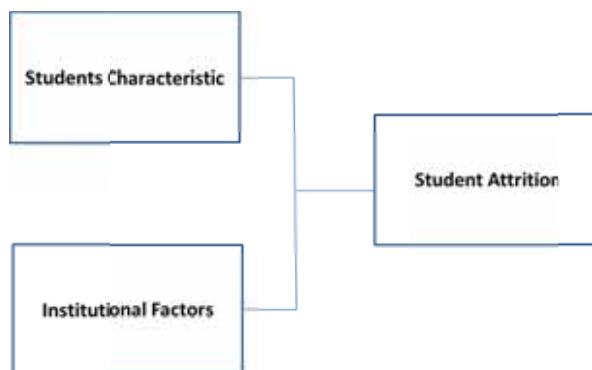 Students Characteristic
Student Attrition
Institutional Factors